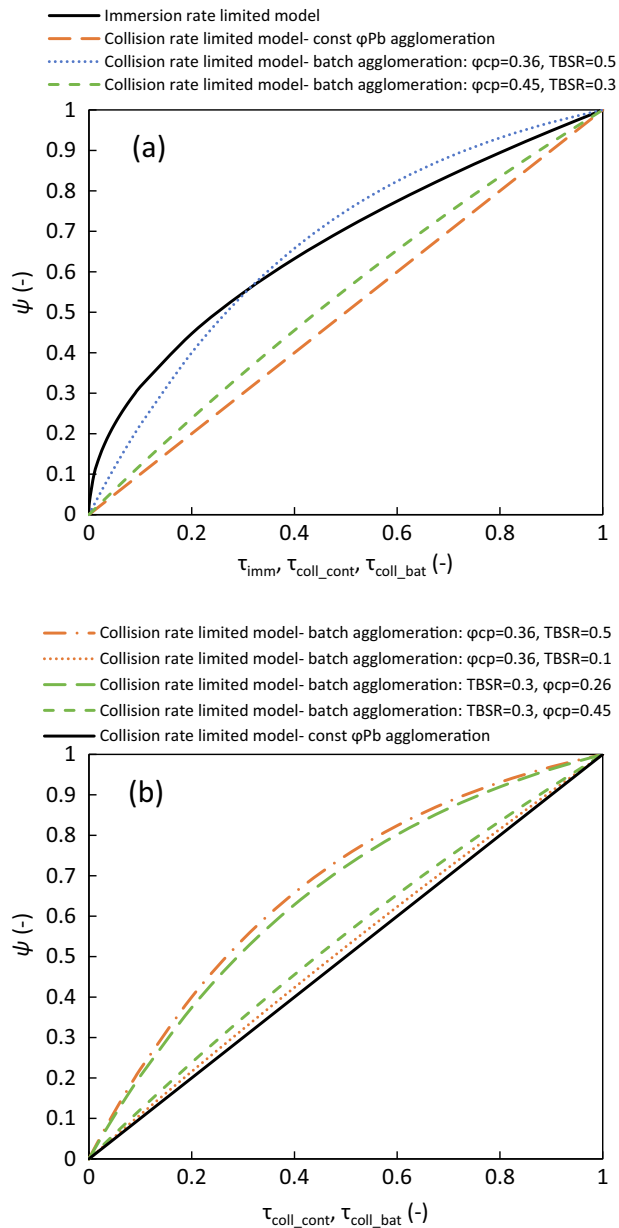 Immersion rate limited model
Collision rate limited model- const φPb agglomeration
Collision rate limited model- batch agglomeration: φcp=0.36, TBSR=0.5
Collision rate limited model- batch agglomeration: φcp=0.45, TBSR=0.3
(a)
1
0.9
0.8
0.7
0.6
0.5
0.4
0.3
0.2
0.1
0
ψ (-)
0 0.2 0.4 0.6 0.8 1
τimm, τcoll_cont, τcoll_bat (-)
Collision rate limited model- batch agglomeration: φcp=0.36, TBSR=0.5
Collision rate limited model- batch agglomeration: φcp=0.36, TBSR=0.1
Collision rate limited model- batch agglomeration: TBSR=0.3, φcp=0.26
Collision rate limited model- batch agglomeration: TBSR=0.3, φcp=0.45
Collision rate limited model- const φPb agglomeration
(b)
1
0.9
0.8
0.7
0.6
0.5
0.4
0.3
0.2
0.1
0
ψ (-)
0 0.2 0.4 0.6 0.8 1
τcoll_cont, τcoll_bat (-)